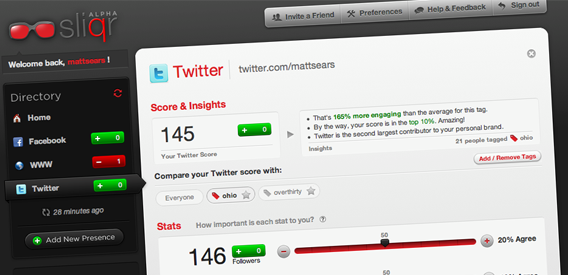 ALPHA
sliqr
Invite a Friend
Preferences
Help & Feedback
Sign out
Welcome back, mattsears !
Directory
Home
Facebook + 0
WWW − 1
Twitter + 0
28 minutes ago
+ Add New Presence
Twitter twitter.com/mattsears
Score & Insights
145 + 0
Your Twitter Score
• That's 165% more engaging than the average for this tag.
• By the way, your score is in the top 10%. Amazing!
• Twitter is the second largest contributor to your personal brand.
Insights
21 people tagged ohio
Add / Remove Tags
Compare your Twitter score with:
Everyone ohio overthirty
Stats How important is each stat to you? ?
146 + 0
Followers
50
20% Agree
50